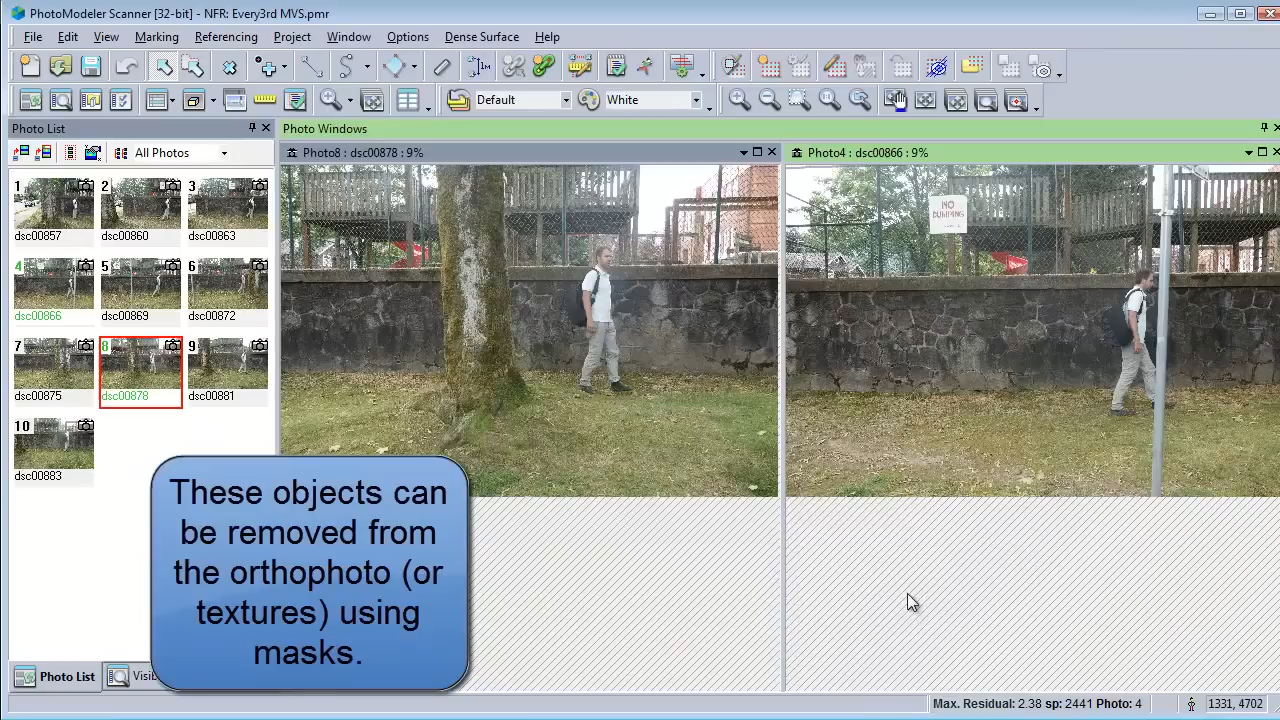 PhotoModeler Scanner [32-bit] - NFR: Every3rd MVS.pmr
File Edit View Marking Referencing Project Window Options Dense Surface Help
Default White
Photo List
Photo Windows
All Photos
Photo8 : dsc00878 : 9%
Photo4 : dsc00866 : 9%
1 2 3
dsc00857 dsc00860 dsc00863
4 5 6
dsc00866 dsc00869 dsc00872
7 8 9
dsc00875 dsc00878 dsc00881
10
dsc00883
NO
DUMPING
These objects can
be removed from
the orthophoto (or
textures) using
masks.
Photo List
Max. Residual: 2.38 sp: 2441 Photo: 4
1331, 4702